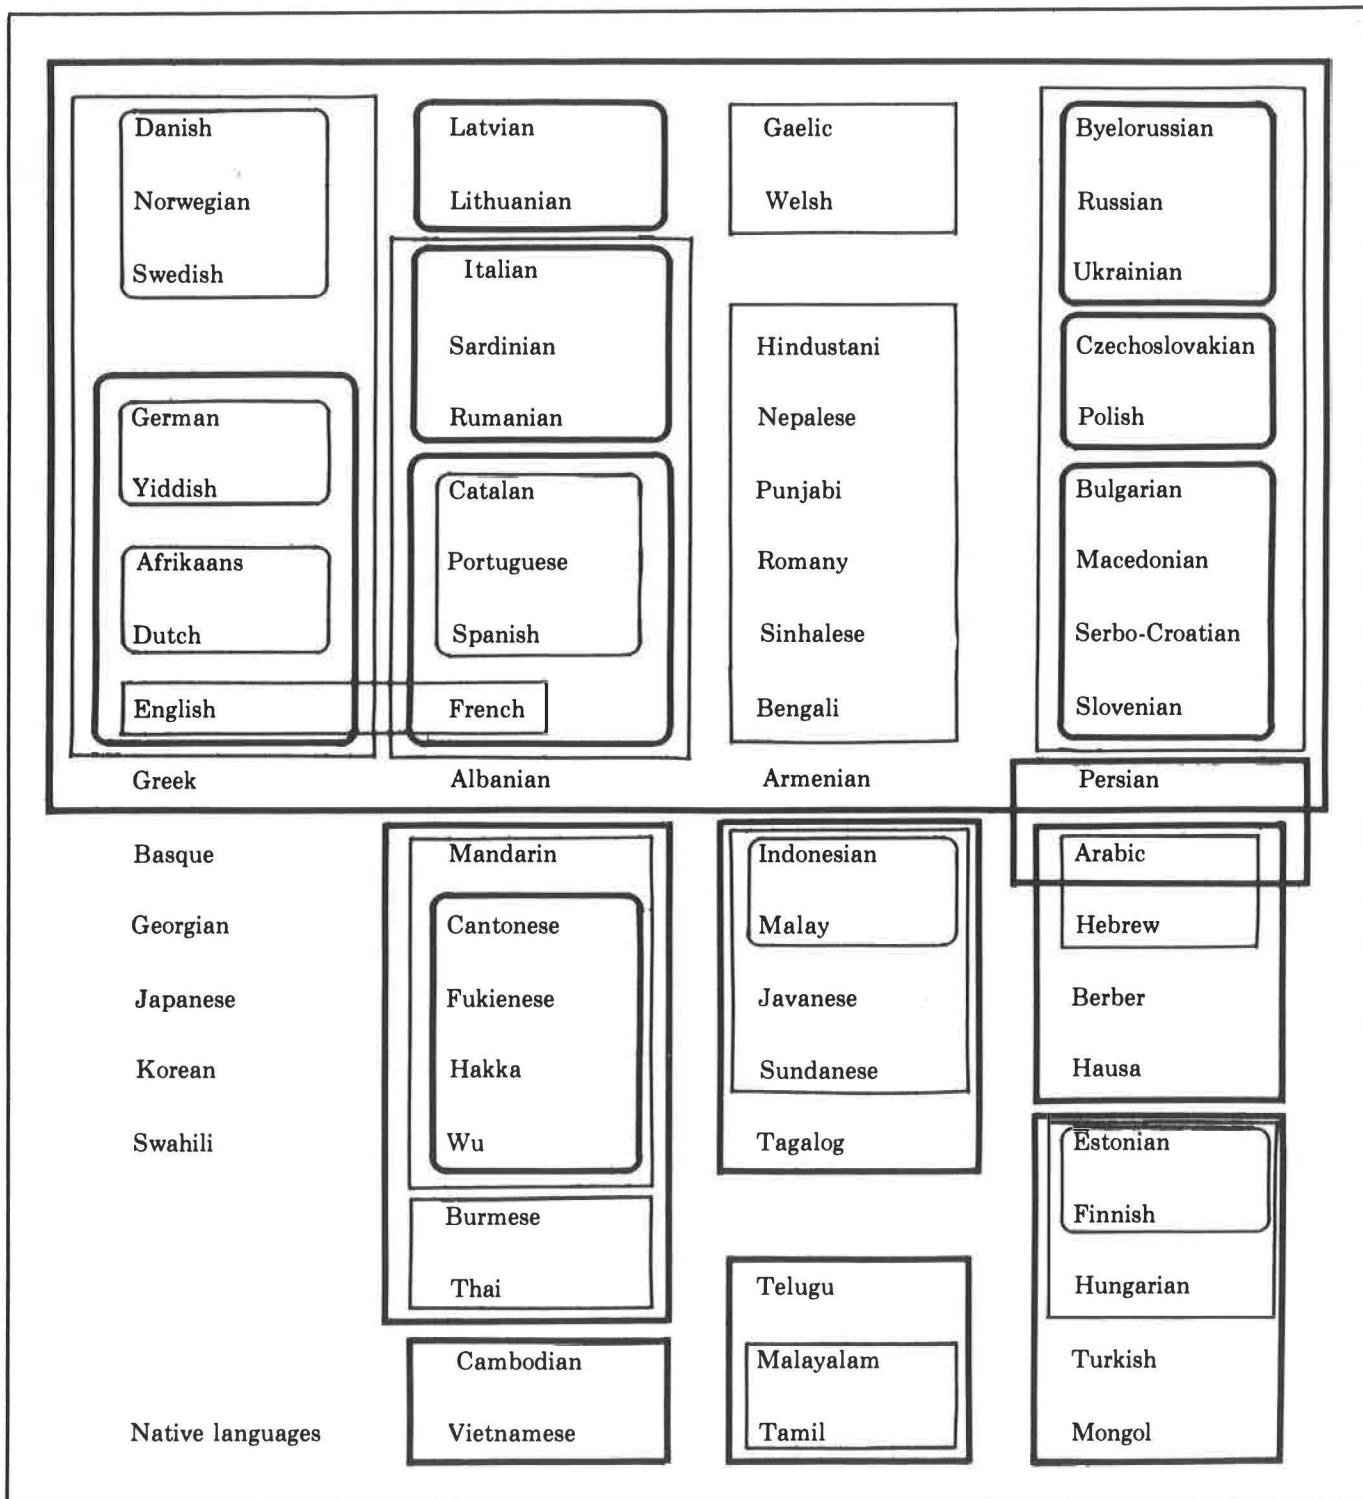 Danish Latvian Gaelic Byelorussian
Norwegian Lithuanian Welsh Russian
Swedish Italian Ukrainian
Sardinian Hindustani Czechoslovakian
German Rumanian Nepalese Polish
Yiddish Catalan Punjabi Bulgarian
Afrikaans Portuguese Romany Macedonian
Dutch Spanish Sinhalese Serbo-Croatian
English French Bengali Slovenian
Greek Albanian Armenian Persian
Basque Mandarin Indonesian Arabic
Georgian Cantonese Malay Hebrew
Japanese Fukienese Javanese Berber
Korean Hakka Sundanese Hausa
Swahili Wu Tagalog Estonian
Burmese Finnish
Thai Telugu Hungarian
Cambodian Malayalam Turkish
Native languages Vietnamese Tamil Mongol